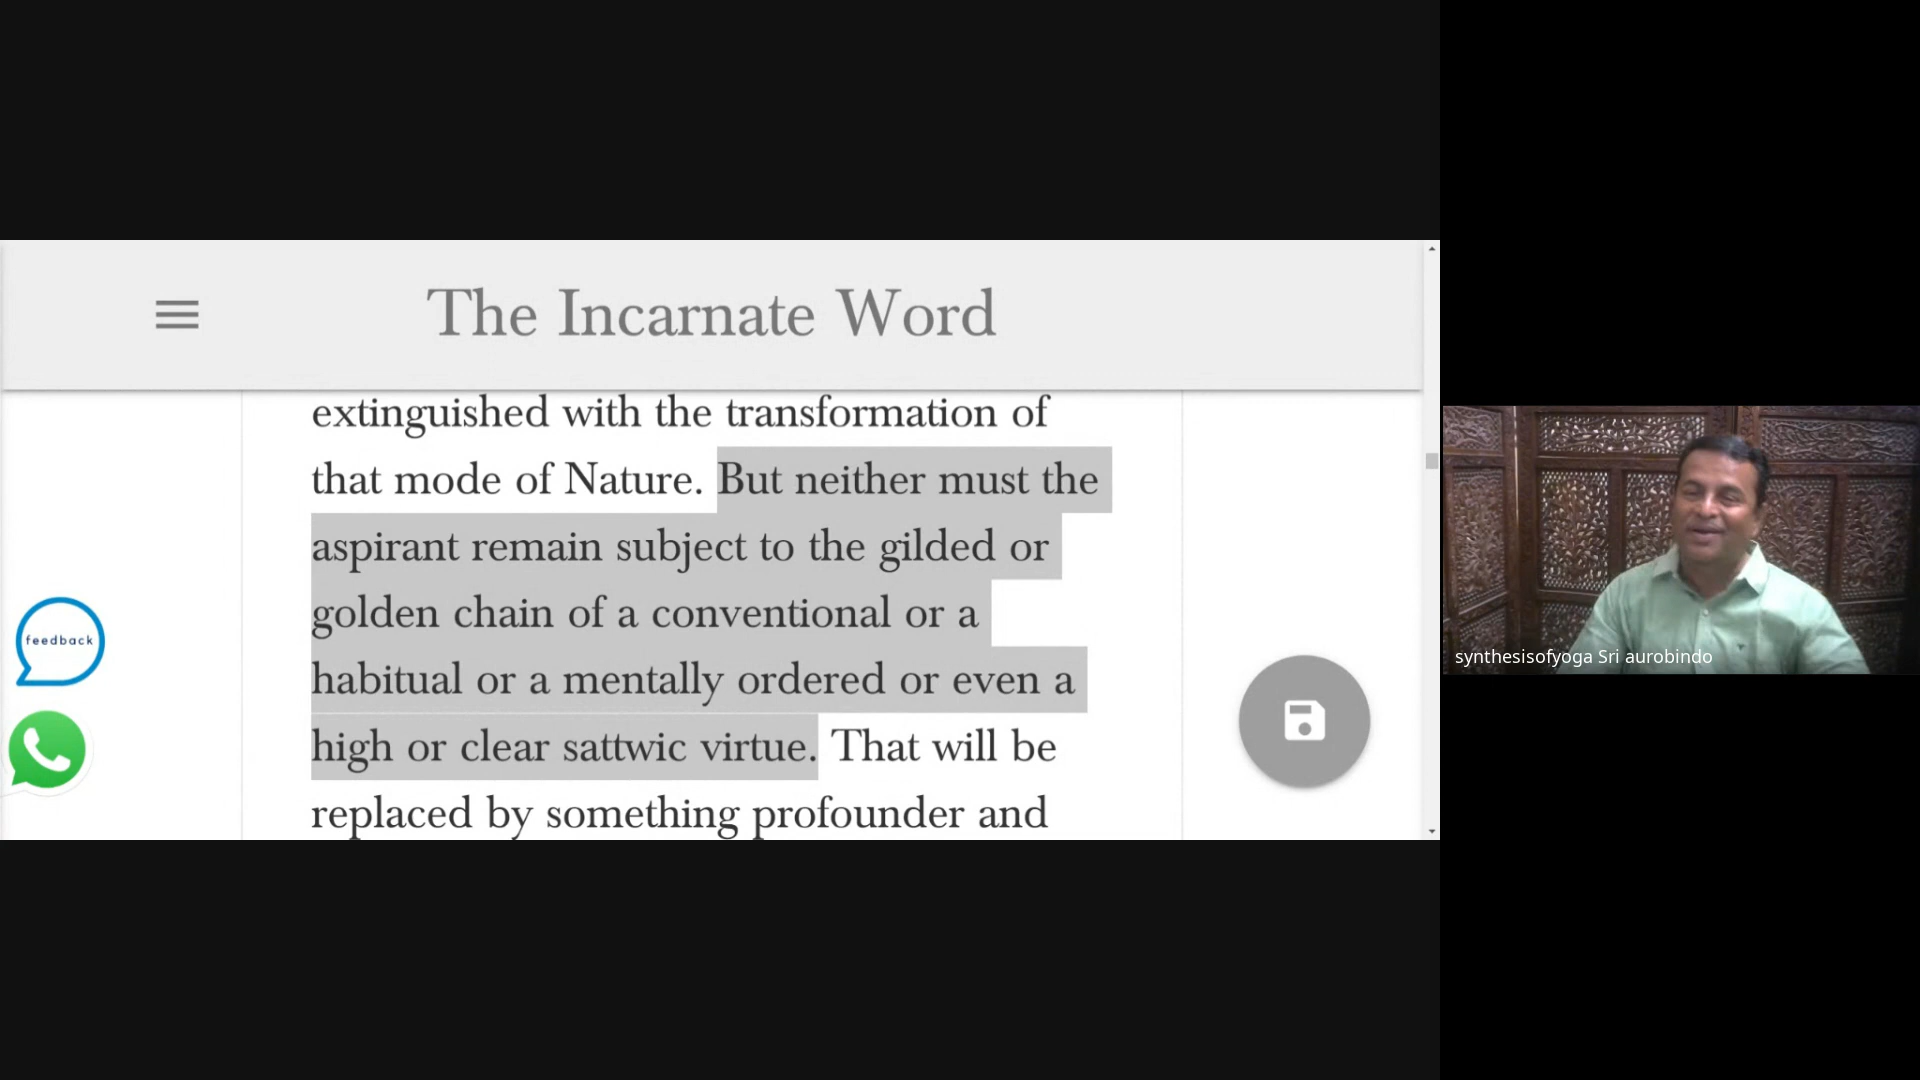 The Incarnate Word
extinguished with the transformation of
that mode of Nature. But neither must the
aspirant remain subject to the gilded or
golden chain of a conventional or a
habitual or a mentally ordered or even a
high or clear sattwic virtue. That will be
replaced by something profounder and
feedback
synthesisofyoga Sri aurobindo